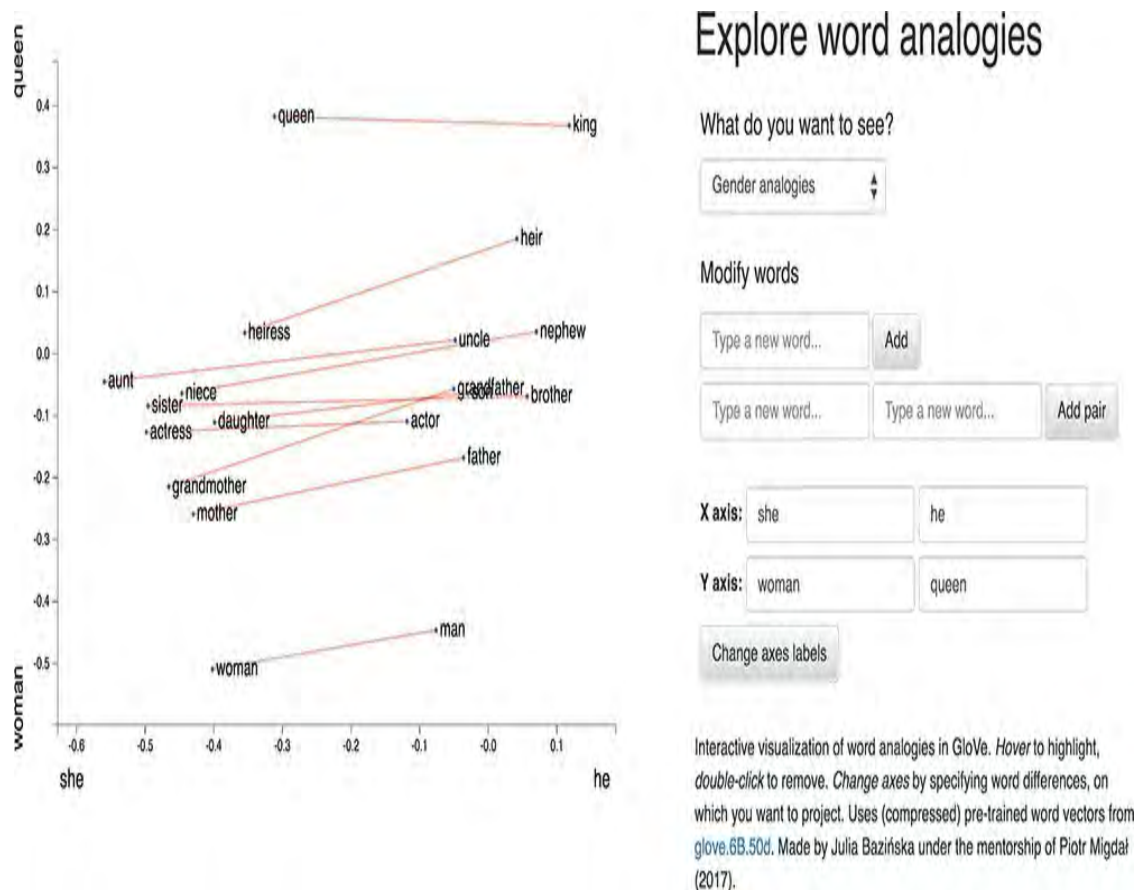 queen
0.4
0.3
0.2
0.1
0.0
-0.1
-0.2
-0.3
-0.4
-0.5
woman
queen
king
heir
heiress
uncle
nephew
aunt
niece
grandfather
son
brother
sister
daughter
actor
actress
father
grandmother
mother
man
woman
-0.6 -0.5 -0.4 -0.3 -0.2 -0.1 -0.0 0.1
she he
Explore word analogies
What do you want to see?
Gender analogies
Modify words
Type a new word... Add
Type a new word... Type a new word... Add pair
X axis: she he
Y axis: woman queen
Change axes labels
Interactive visualization of word analogies in GloVe. Hover to highlight,
double-click to remove. Change axes by specifying word differences, on
which you want to project. Uses (compressed) pre-trained word vectors from
glove.6B.50d. Made by Julia Bazińska under the mentorship of Piotr Migdał
(2017).